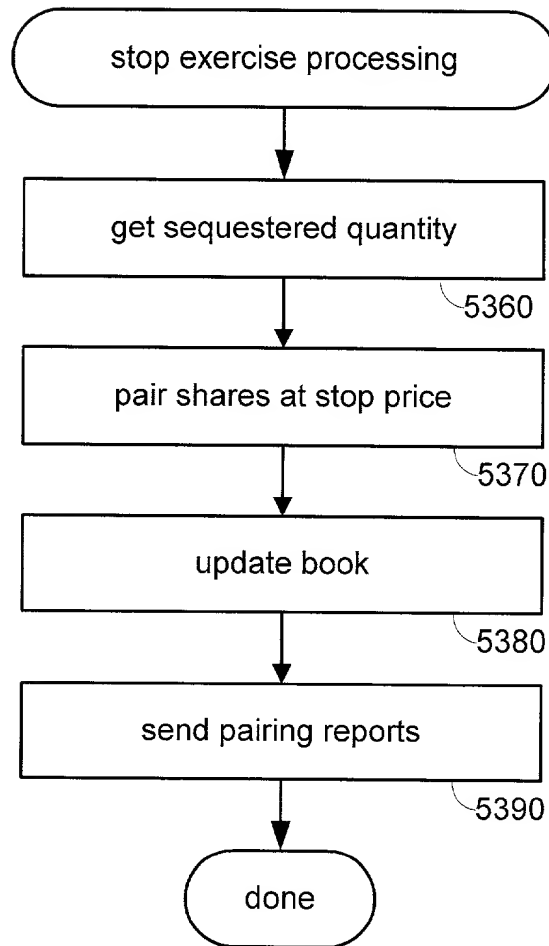 stop exercise processing
get sequestered quantity
5360
pair shares at stop price
5370
update book
5380
send pairing reports
5390
done